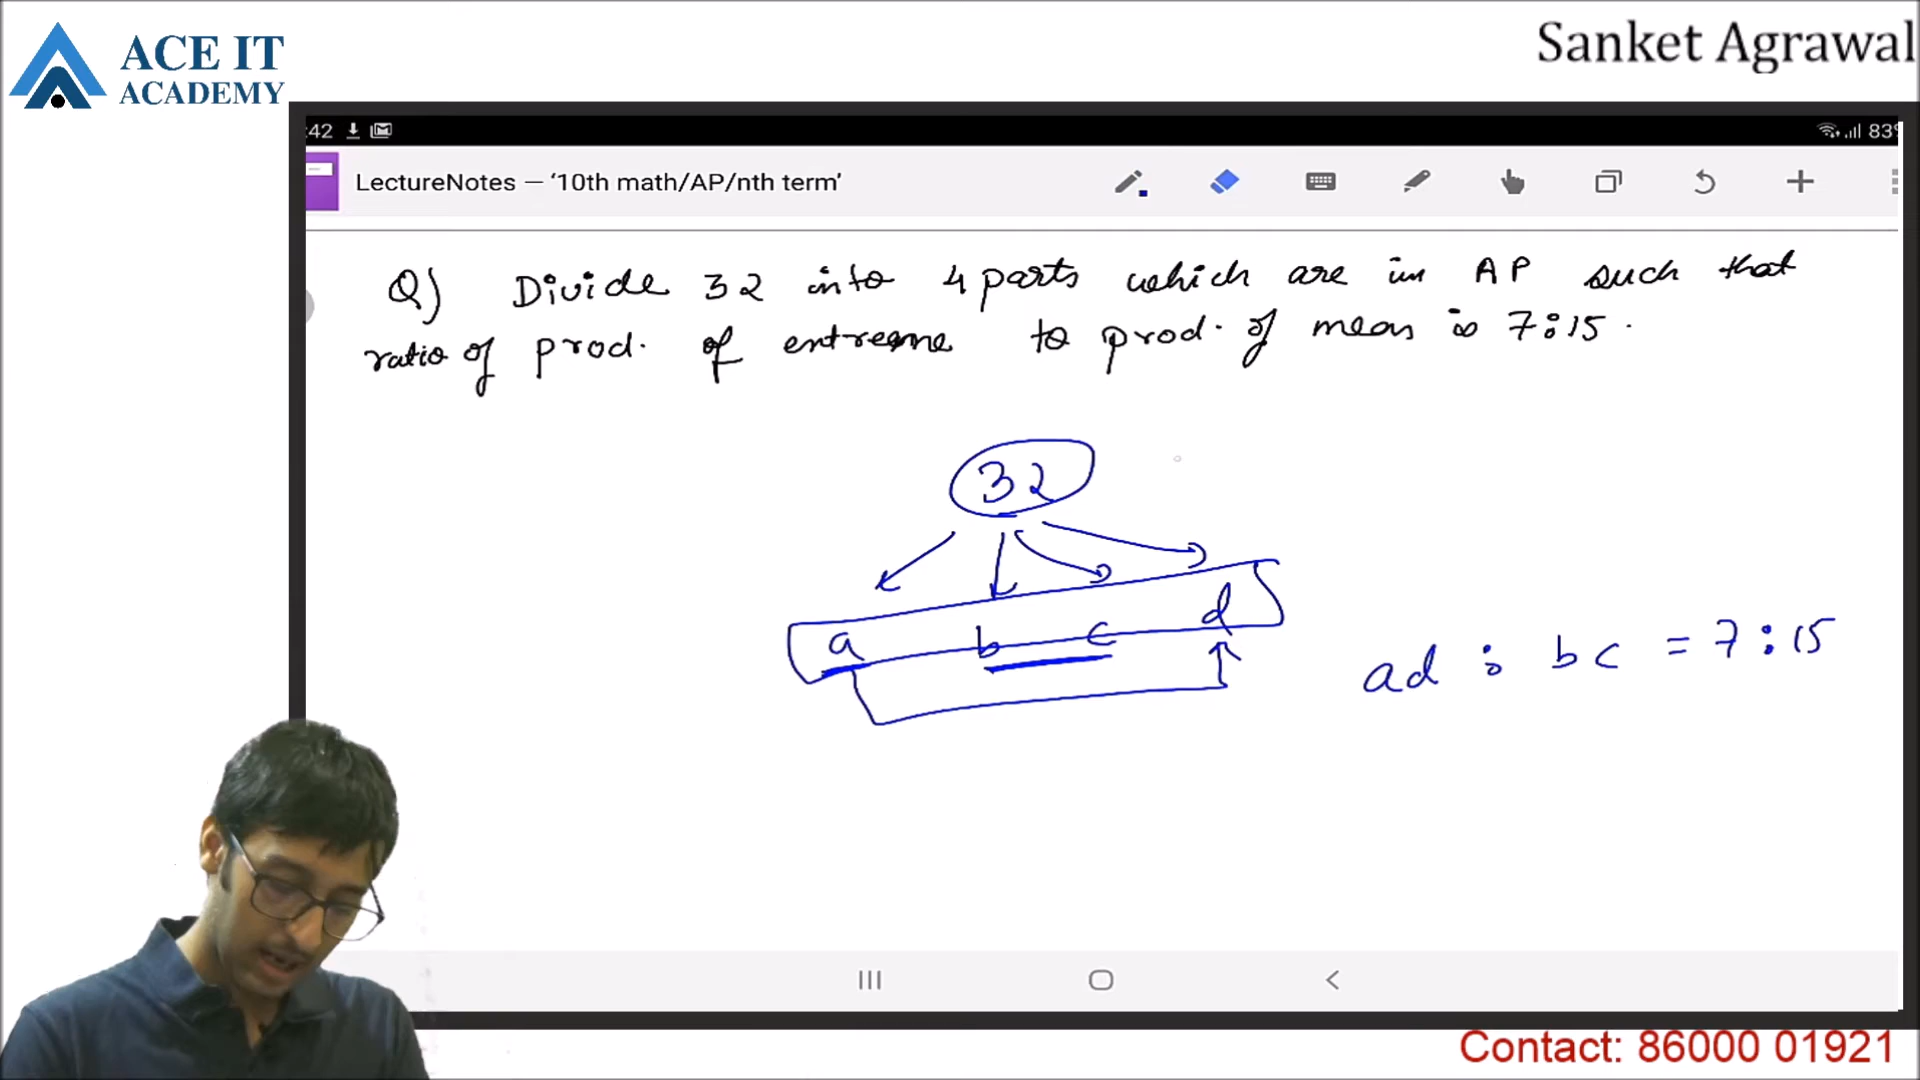 ACE IT
ACADEMY
Sanket Agrawal
:42
83%
LectureNotes — ‘10th math/AP/nth term’
Q) Divide 32 into 4 parts which are in AP such that
ratio of prod. of extreme to prod. of mean is 7:15.
32
a b c d
ad : bc = 7:15
Contact: 86000 01921